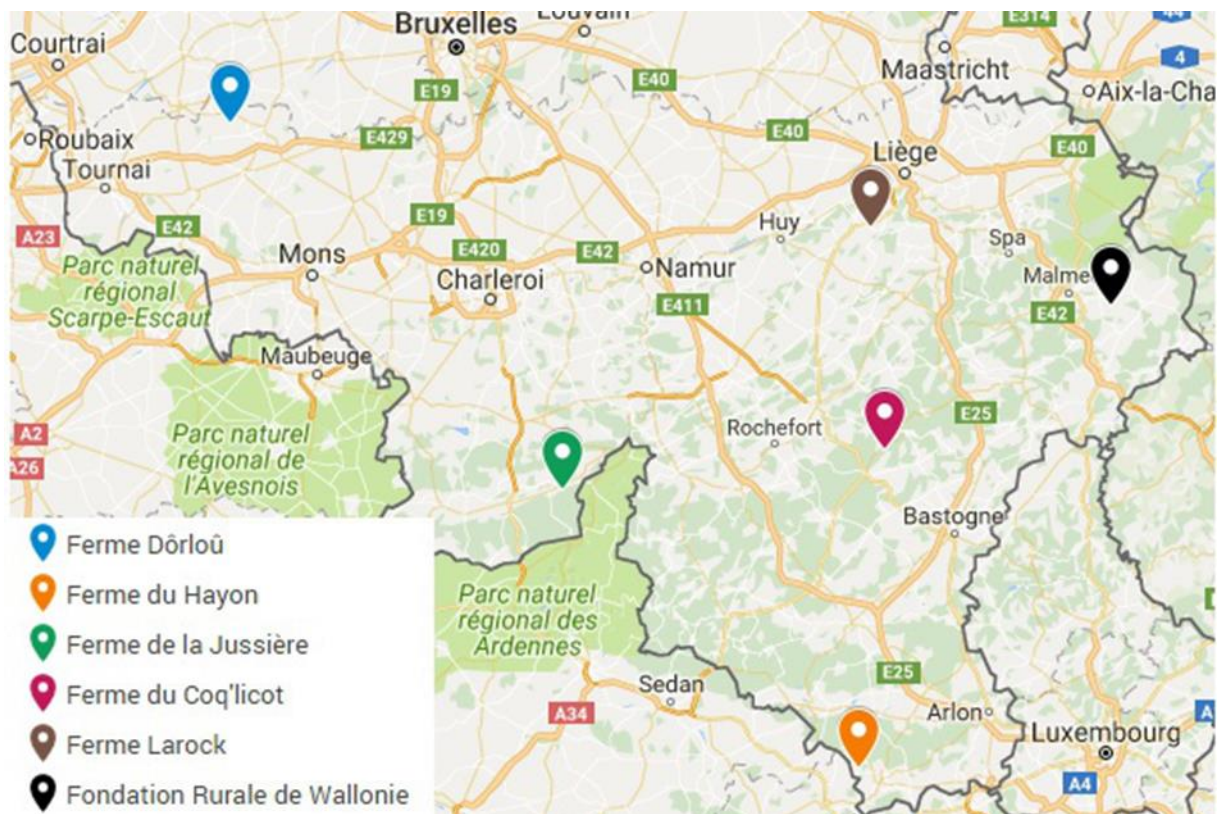 Bruxelles
Louvain
E314
44
Courtrai
4
Maastricht
E19
E40
Aix-la-Cha
Roubaix
E429
E40
Liège
E40
Tournai
E19
Huy
A23
E42
Spa
Parc naturel
régional
Scarpe-Escaut
Mons
E420
E42
Namur
Charleroi
Malme
E411
E42
Maubeuge
E25
A2
Parc naturel
régional de
l'Avesnois
Rochefort
A26
Bastogne
Ferme Dôrloû
Ferme du Hayon
Ferme de la Jussière
Ferme du Coq'licot
Ferme Larock
Fondation Rurale de Wallonie
Parc naturel
régional des
Ardennes
E25
Sedan
A34
Arlon
Luxembourg
A4